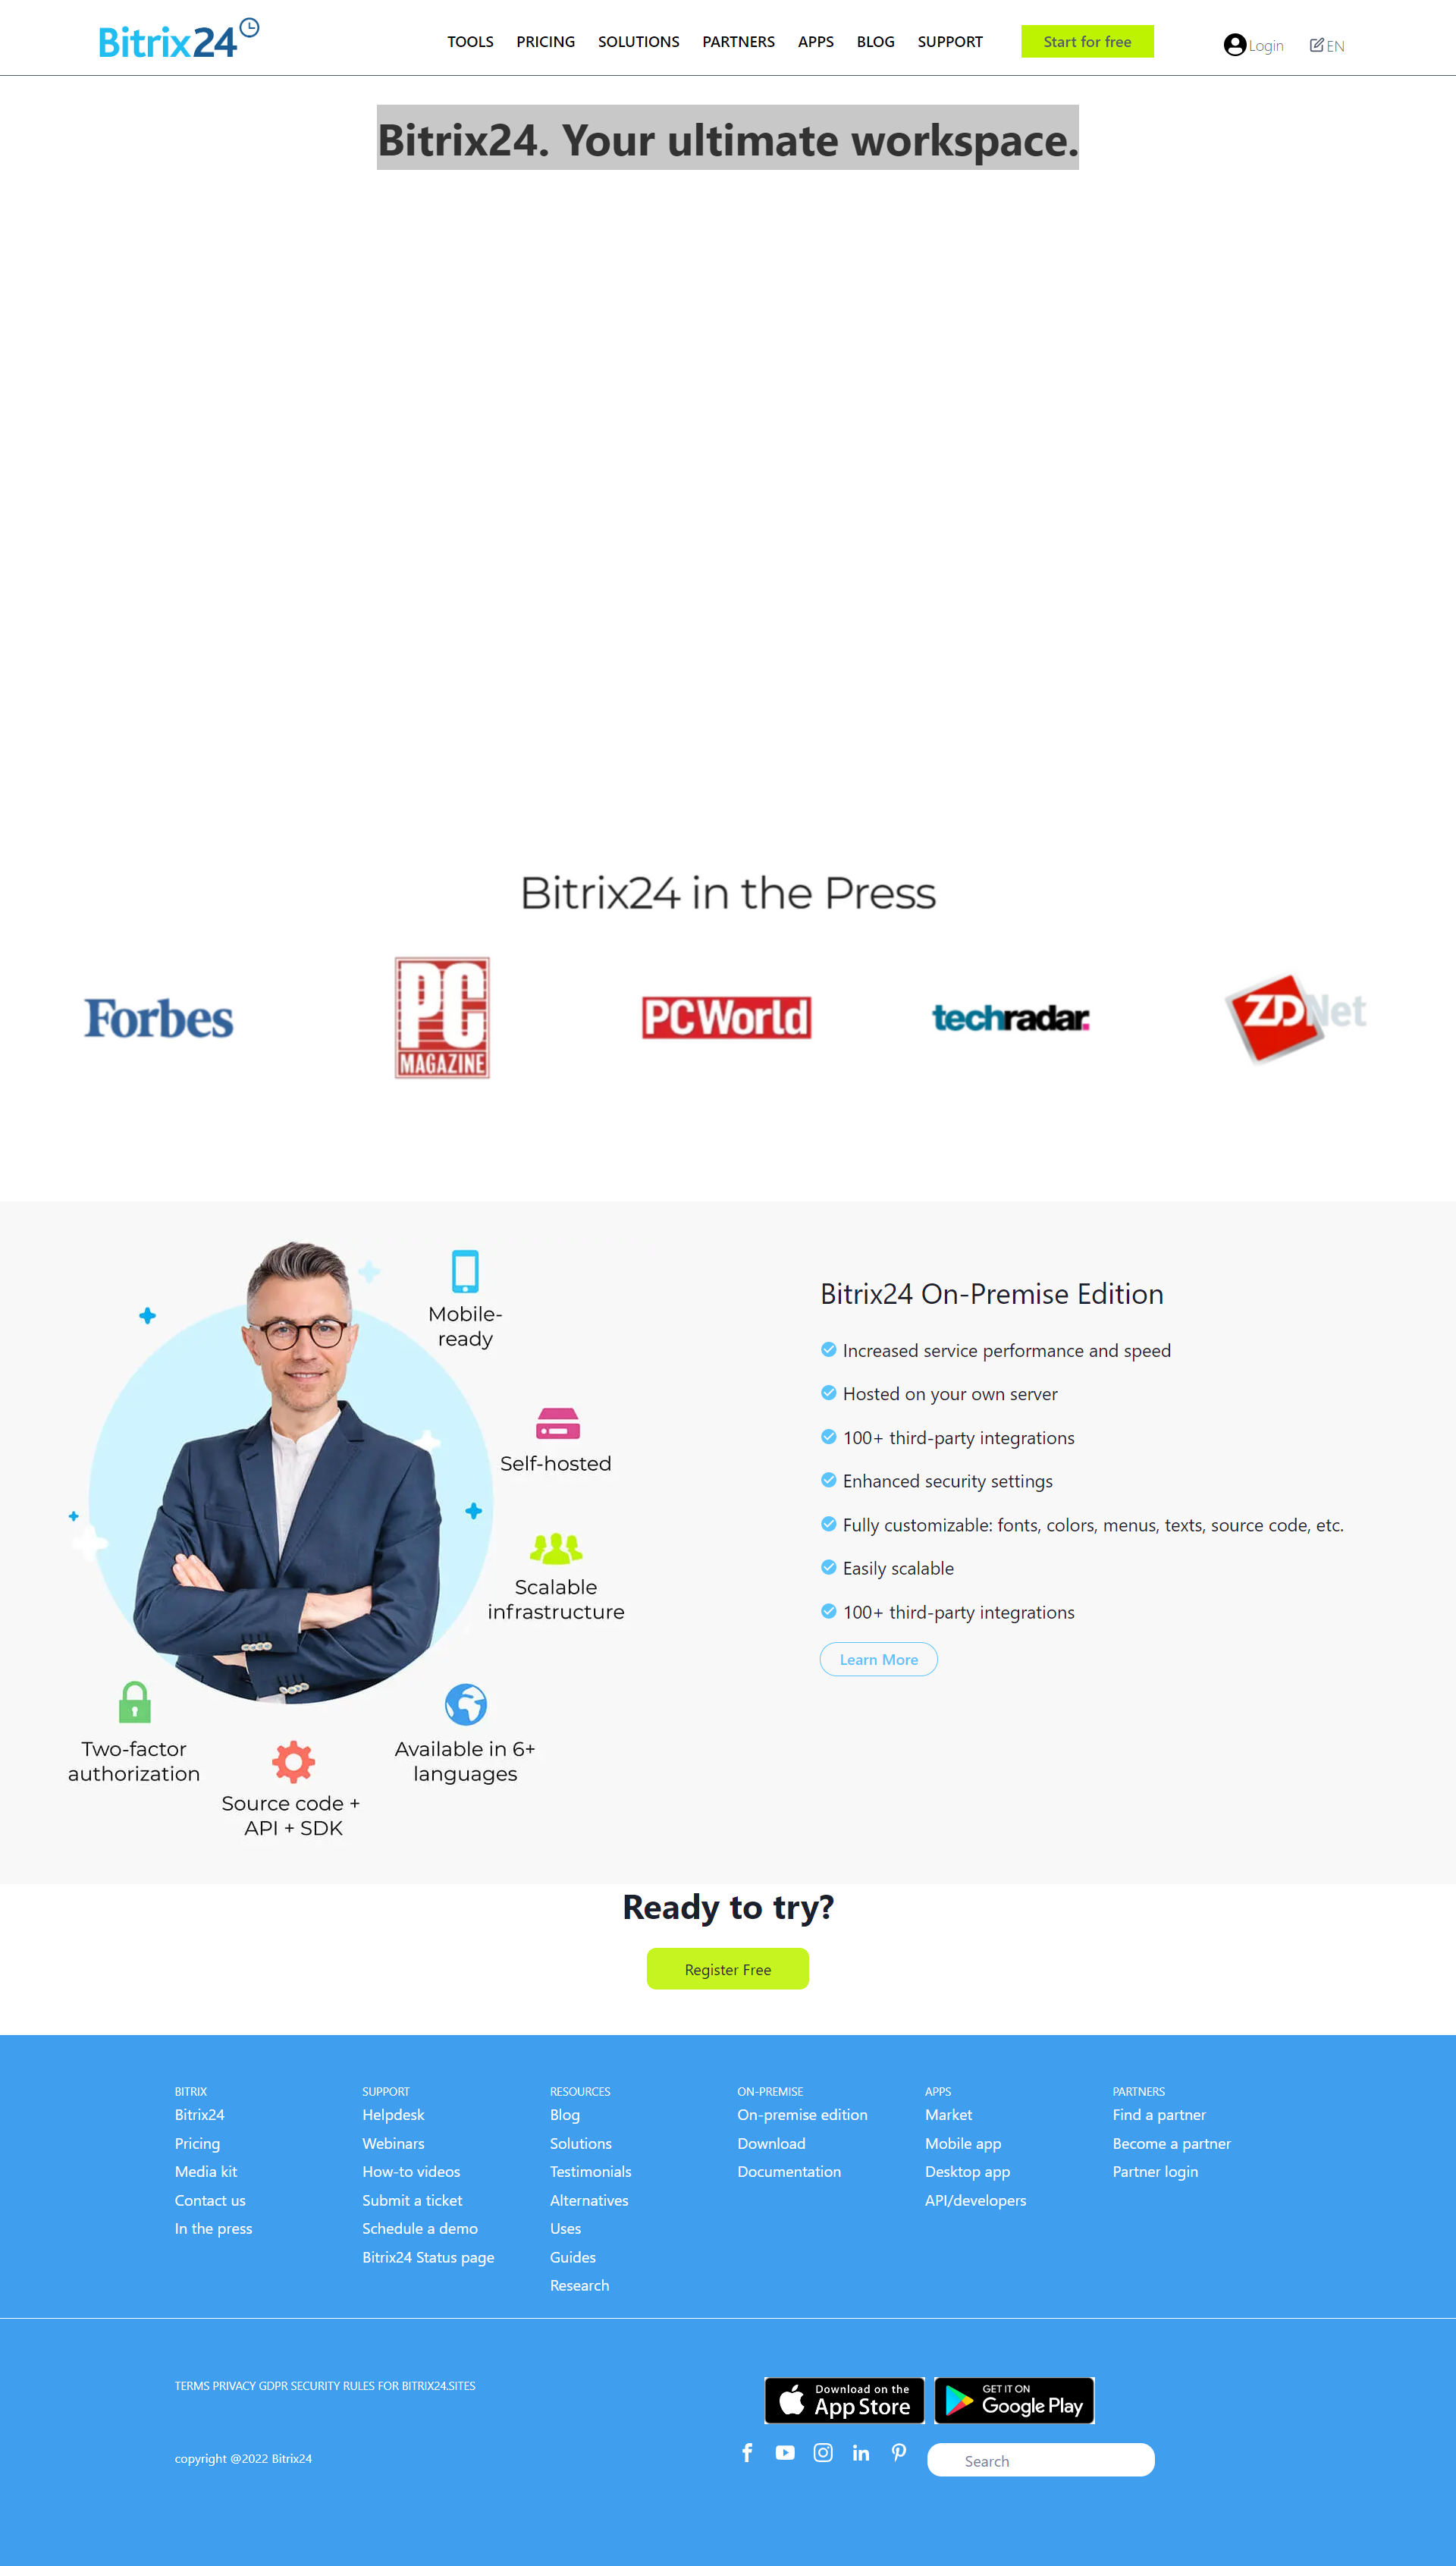 Bitrix24
TOOLS PRICING SOLUTIONS PARTNERS APPS BLOG SUPPORT Start for free Login EN
Bitrix24. Your ultimate workspace.
Bitrix24 in the Press
Forbes
PC
MAGAZINE
PCWorld
techradar.
ZDNet
Mobile-
ready
Self-hosted
Scalable
infrastructure
Available in 6+
languages
Two-factor
authorization
Source code +
API + SDK
Bitrix24 On-Premise Edition
Increased service performance and speed
Hosted on your own server
100+ third-party integrations
Enhanced security settings
Fully customizable: fonts, colors, menus, texts, source code, etc.
Easily scalable
100+ third-party integrations
Learn More
Ready to try?
Register Free
BITRIX
Bitrix24
Pricing
Media kit
Contact us
In the press
SUPPORT
Helpdesk
Webinars
How-to videos
Submit a ticket
Schedule a demo
Bitrix24 Status page
RESOURCES
Blog
Solutions
Testimonials
Alternatives
Uses
Guides
Research
ON-PREMISE
On-premise edition
Download
Documentation
APPS
Market
Mobile app
Desktop app
API/developers
PARTNERS
Find a partner
Become a partner
Partner login
TERMS PRIVACY GDPR SECURITY RULES FOR BITRIX24.SITES
Download on the
App Store
GET IT ON
Google Play
copyright @2022 Bitrix24
Search